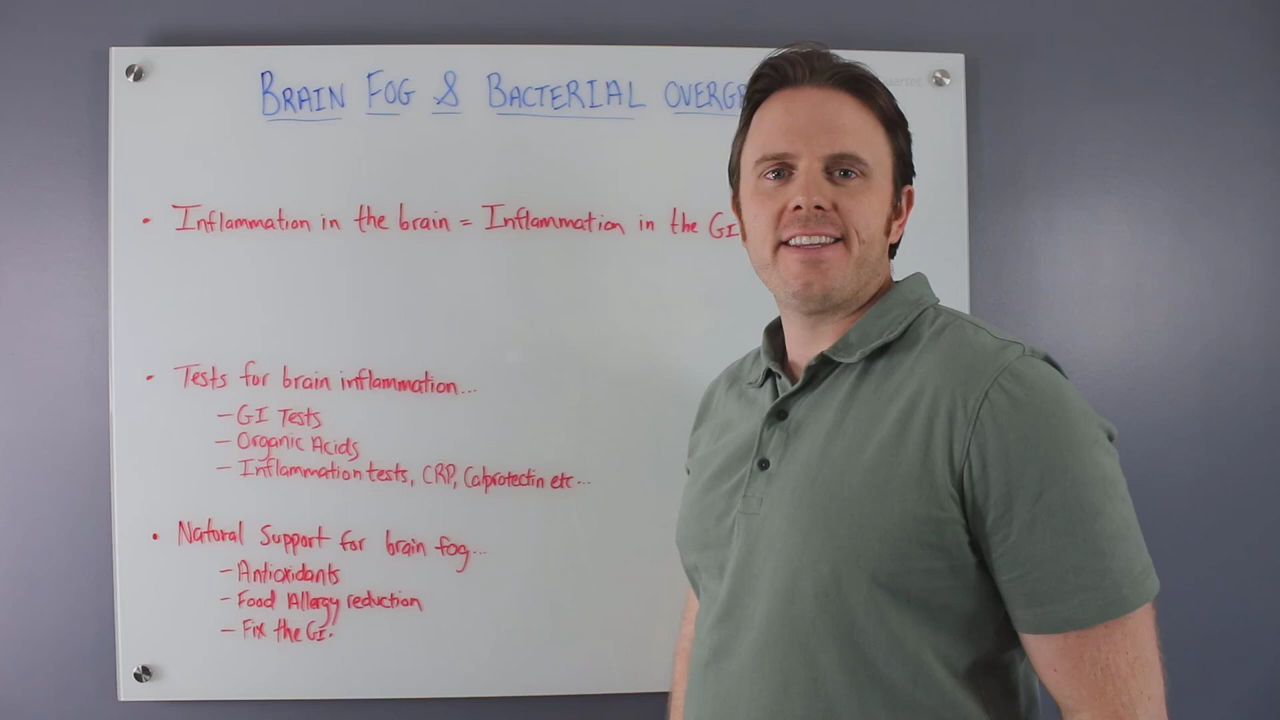 BRAIN FOG & BACTERIAL OVERGR
• Inflammation in the brain = Inflammation in the GI
• Tests for brain inflammation...
– GI Tests
– Organic Acids
– Inflammation tests, CRP, Calprotectin etc...
• Natural Support for brain fog...
– Antioxidants
– Food Allergy reduction
– Fix the GI.